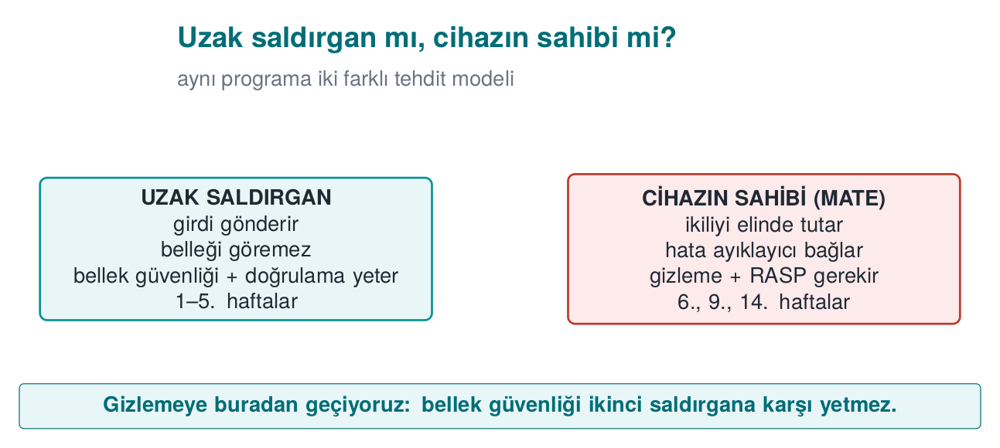 Uzak saldırgan mı, cihazın sahibi mi?
aynı programa iki farklı tehdit modeli
UZAK SALDIRGAN
girdi gönderir
belleği göremez
bellek güvenliği + doğrulama yeter
1–5. haftalar
CİHAZIN SAHİBİ (MATE)
ikiliyi elinde tutar
hata ayıklayıcı bağlar
gizleme + RASP gerekir
6., 9., 14. haftalar
Gizlemeye buradan geçiyoruz: bellek güvenliği ikinci saldırgana karşı yetmez.